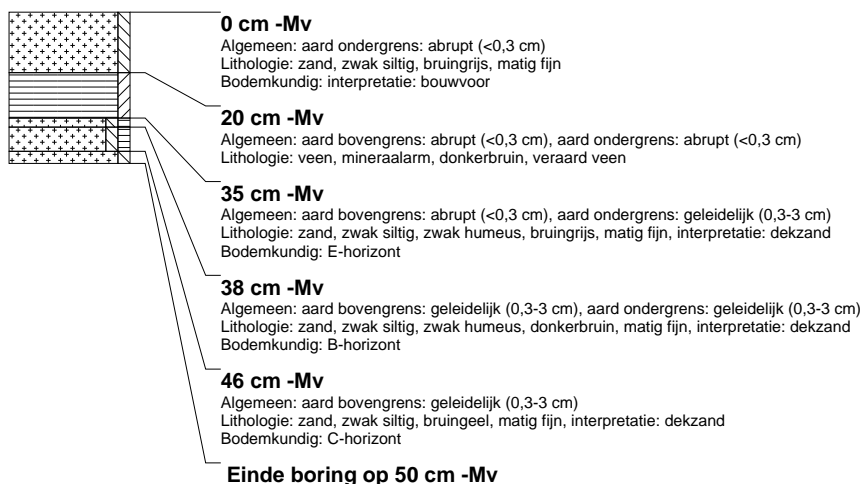 0 cm -Mv
Algemeen: aard ondergrens: abrupt (<0,3 cm)
Lithologie: zand, zwak siltig, bruingrijs, matig fijn
Bodemkundig: interpretatie: bouwvoor
20 cm -Mv
Algemeen: aard bovengrens: abrupt (<0,3 cm), aard ondergrens: abrupt (<0,3 cm)
Lithologie: veen, mineraalarm, donkerbruin, veraard veen
35 cm -Mv
Algemeen: aard bovengrens: abrupt (<0,3 cm), aard ondergrens: geleidelijk (0,3-3 cm)
Lithologie: zand, zwak siltig, zwak humeus, bruingrijs, matig fijn, interpretatie: dekzand
Bodemkundig: E-horizont
38 cm -Mv
Algemeen: aard bovengrens: geleidelijk (0,3-3 cm), aard ondergrens: geleidelijk (0,3-3 cm)
Lithologie: zand, zwak siltig, zwak humeus, donkerbruin, matig fijn, interpretatie: dekzand
Bodemkundig: B-horizont
46 cm -Mv
Algemeen: aard bovengrens: geleidelijk (0,3-3 cm)
Lithologie: zand, zwak siltig, bruingeel, matig fijn, interpretatie: dekzand
Bodemkundig: C-horizont
Einde boring op 50 cm -Mv